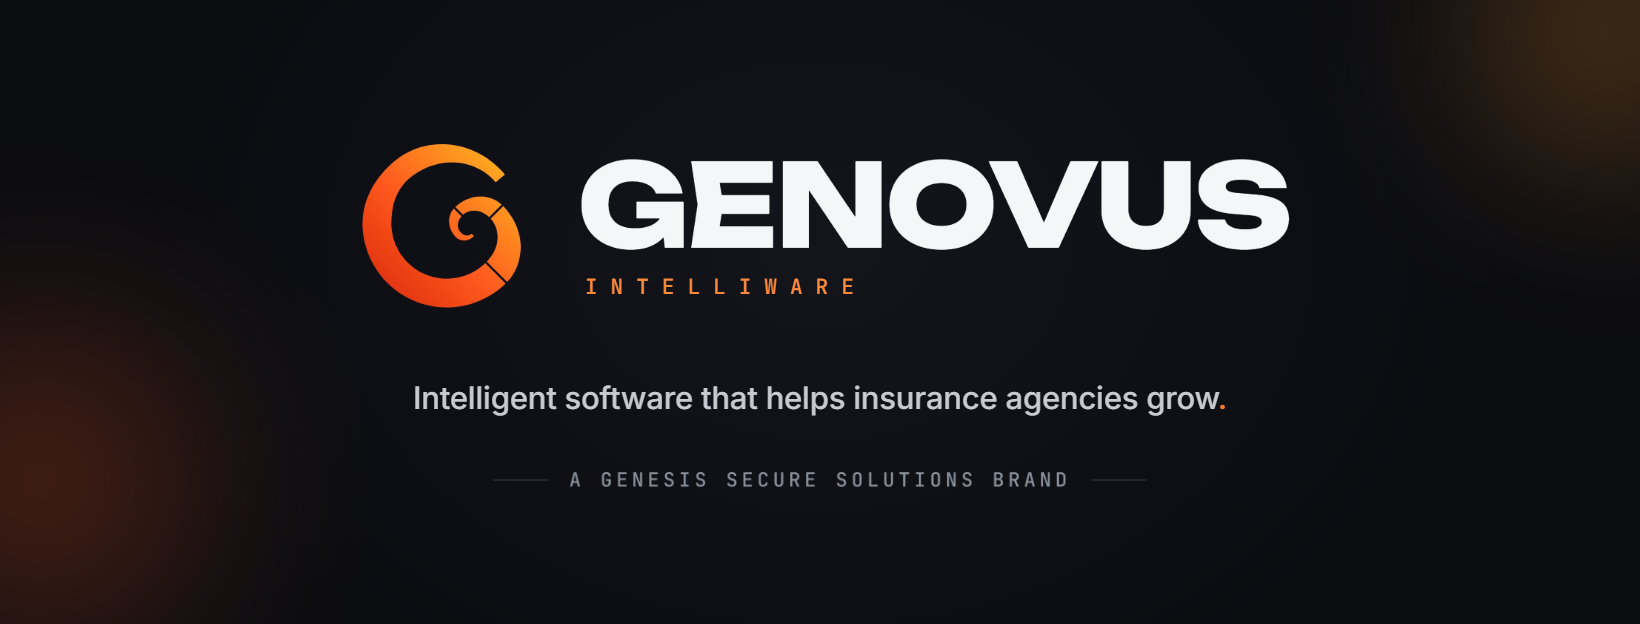 GENOVUS
INTELLIWARE
Intelligent software that helps insurance agencies grow.
A GENESIS SECURE SOLUTIONS BRAND